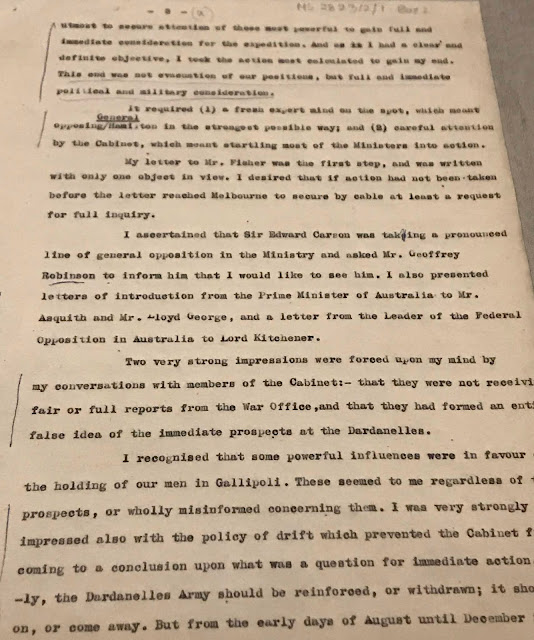 - 8 - (a)
MS 2823/2/1 Box 2
utmost to secure attention of these most powerful to gain full and
immediate consideration for the expedition. And as I had a clear and
definite objective, I took the action most calculated to gain my end.
This end was not evacuation of our positions, but full and immediate
political and military consideration.
It required (1) a fresh expert mind on the spot, which meant
General
opposing/Hamilton in the strongest possible way; and (2) careful attention
by the Cabinet, which meant startling most of the Ministers into action.
My letter to Mr. Fisher was the first step, and was written
with only one object in view. I desired that if action had not been taken
before the letter reached Melbourne to secure by cable at least a request
for full inquiry.
I ascertained that Sir Edward Carson was taking a pronounced
line of general opposition in the Ministry and asked Mr. Geoffrey
Robinson to inform him that I would like to see him. I also presented
letters of introduction from the Prime Minister of Australia to Mr.
Asquith and Mr. Lloyd George, and a letter from the Leader of the Federal
Opposition in Australia to Lord Kitchener.
Two very strong impressions were forced upon my mind by
my conversations with members of the Cabinet:- that they were not receivi
fair or full reports from the War Office,and that they had formed an enti
false idea of the immediate prospects at the Dardanelles.
I recognised that some powerful influences were in favour
the holding of our men in Gallipoli. These seemed to me regardless of t
prospects, or wholly misinformed concerning them. I was very strongly
impressed also with the policy of drift which prevented the Cabinet f
coming to a conclusion upon what was a question for immediate action
-ly, the Dardanelles Army should be reinforced, or withdrawn; it sho
on, or come away. But from the early days of August until December